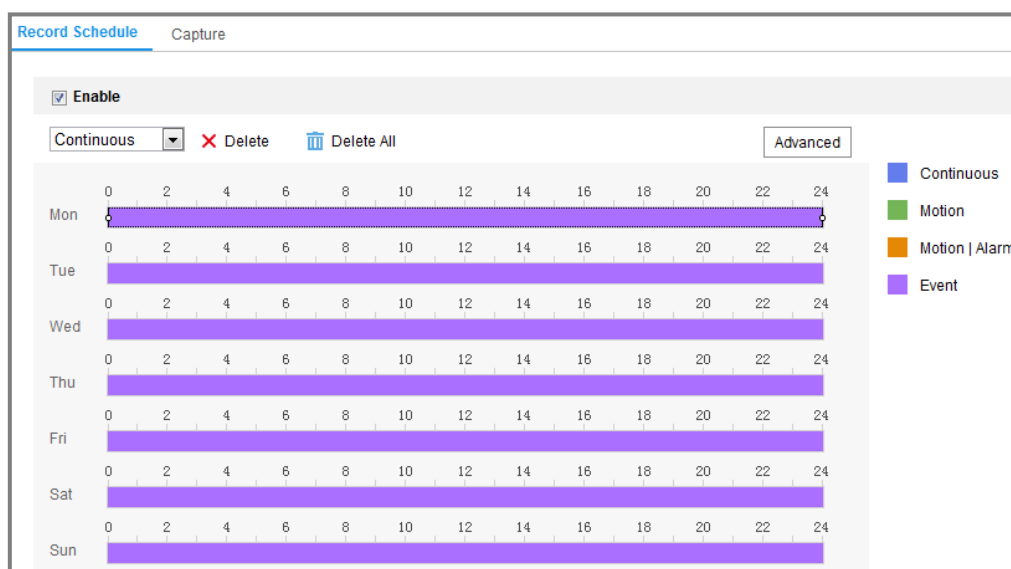 Record Schedule Capture
Enable
Continuous Delete Delete All Advanced
Continuous
Motion
Motion | Alarm
Event
0 2 4 6 8 10 12 14 16 18 20 22 24
Mon
0 2 4 6 8 10 12 14 16 18 20 22 24
Tue
0 2 4 6 8 10 12 14 16 18 20 22 24
Wed
0 2 4 6 8 10 12 14 16 18 20 22 24
Thu
0 2 4 6 8 10 12 14 16 18 20 22 24
Fri
0 2 4 6 8 10 12 14 16 18 20 22 24
Sat
0 2 4 6 8 10 12 14 16 18 20 22 24
Sun